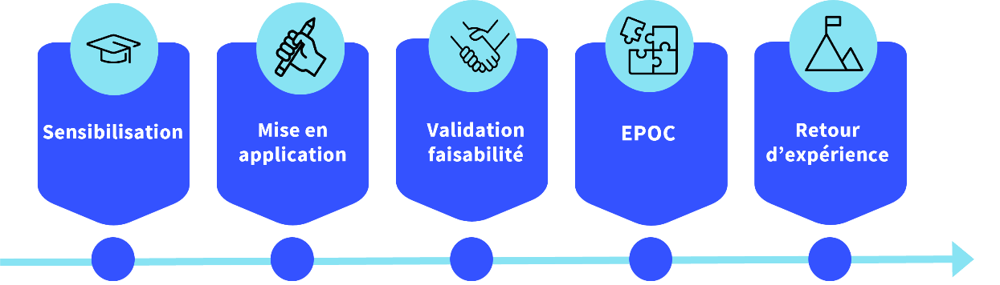 Sensibilisation
Mise en
application
Validation
faisabilité
EPOC
Retour
d’expérience